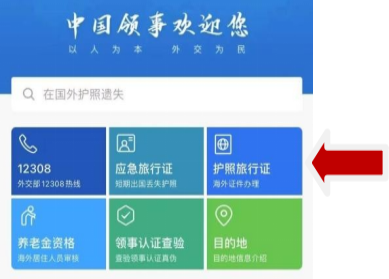 中国领事欢迎您
以人为本 外交为民
在国外护照遗失
12308
外交部12308热线
应急旅行证
短期出国丢失护照
护照旅行证
海外证件办理
养老金资格
海外居住人员审核
领事认证查验
查验领事认证真伪
目的地
目的地信息介绍